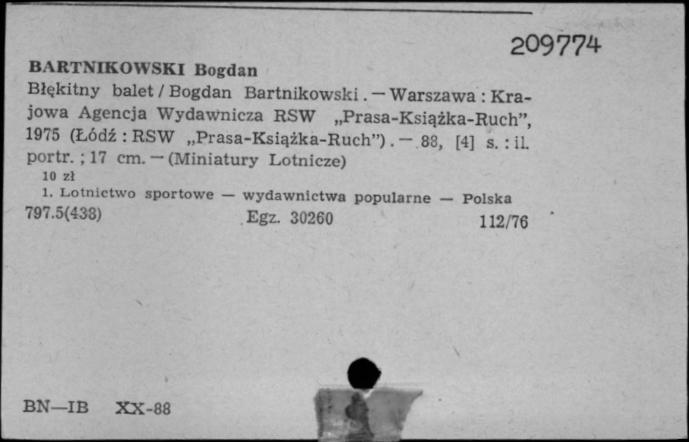 209774
BARTNIKOWSKI Bogdan
Błękitny balet / Bogdan Bartnikowski. — Warszawa : Kra-
jowa Agencja Wydawnicza RSW „Prasa-Książka-Ruch”,
1975 (Łódź : RSW „Prasa-Książka-Ruch”). — 88, [4] s. : il.
portr. ; 17 cm. — (Miniatury Lotnicze)
10 zł
1. Lotnictwo sportowe — wydawnictwa popularne — Polska
797.5(438) Egz. 30260 112/76
BN—IB XX-88